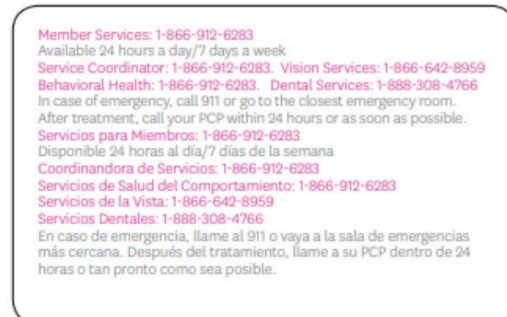 Member Services: 1-866-912-6283
Available 24 hours a day/7 days a week
Service Coordinator: 1-866-912-6283. Vision Services: 1-866-642-8959
Behavioral Health: 1-866-912-6283. Dental Services: 1-888-308-4766
In case of emergency, call 911 or go to the closest emergency room.
After treatment, call your PCP within 24 hours or as soon as possible.
Servicios para Miembros: 1-866-912-6283
Disponible 24 horas al día/7 días de la semana
Coordinandora de Servicios: 1-866-912-6283
Servicios de Salud del Comportamiento: 1-866-912-6283
Servicios de la Vista: 1-866-642-8959
Servicios Dentales: 1-888-308-4766
En caso de emergencia, llame al 911 o vaya a la sala de emergencias
más cercana. Después del tratamiento, llame a su PCP dentro de 24
horas o tan pronto como sea posible.